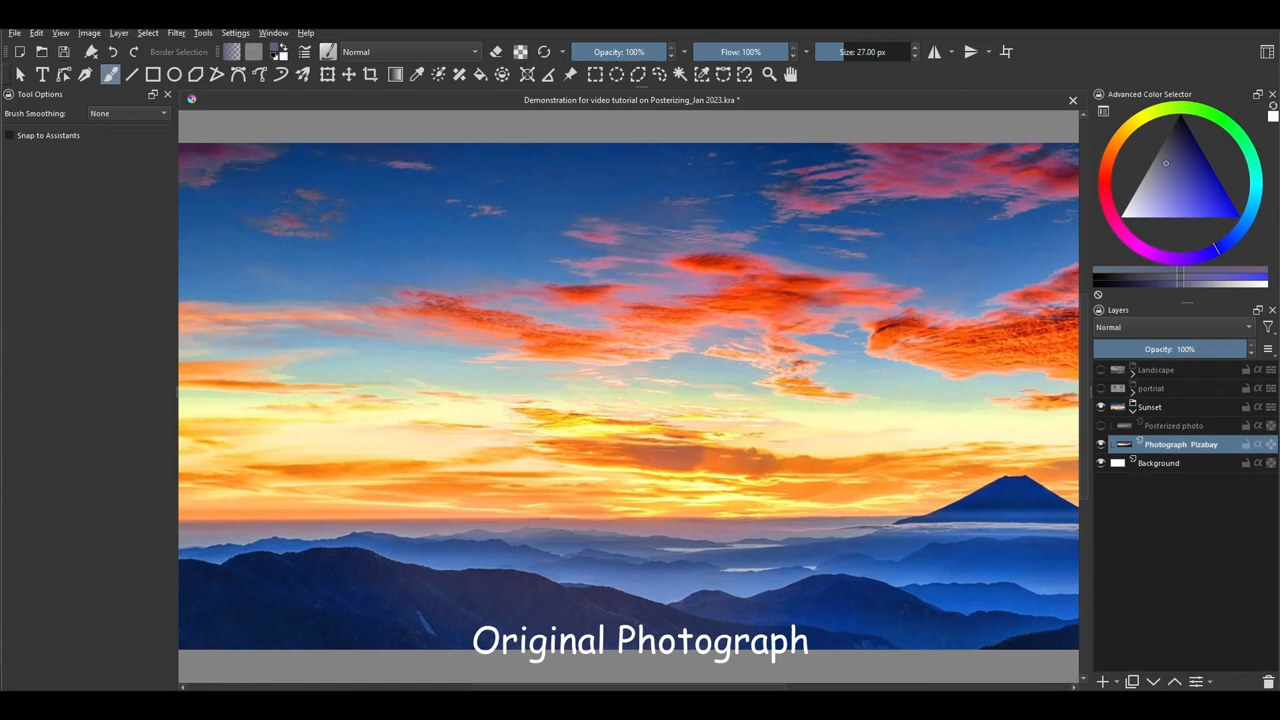 File Edit View Image Layer Select Filter Tools Settings Window Help
Border Selection Normal Opacity: 100% Flow: 100% Size: 27.00 px
Tool Options
Brush Smoothing: None
Snap to Assistants
Demonstration for video tutorial on Posterizing_Jan 2023.kra *
Original Photograph
Advanced Color Selector
Layers
Normal
Opacity: 100%
Landscape
portriat
Sunset
Posterized photo
Photograph Pizabay
Background